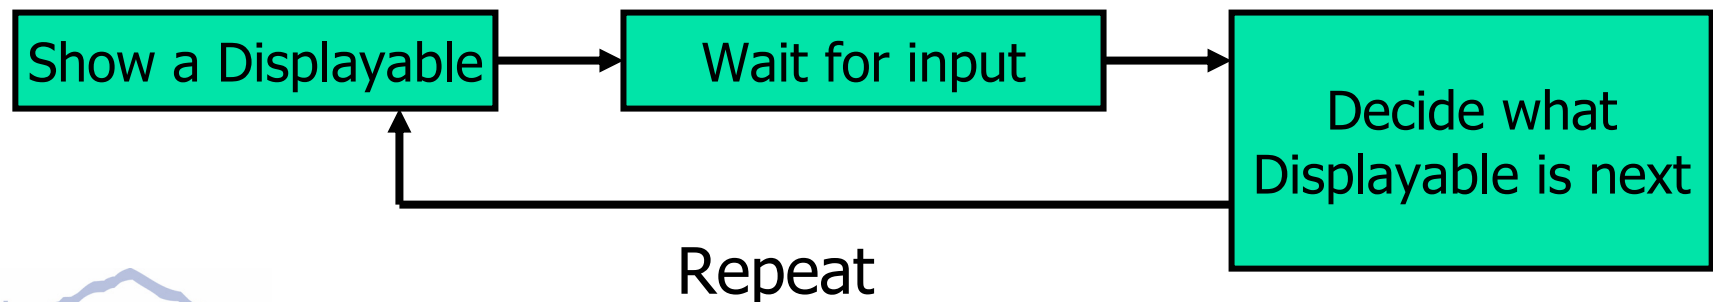 Show a Displayable
Wait for input
Decide what
Displayable is next
Repeat